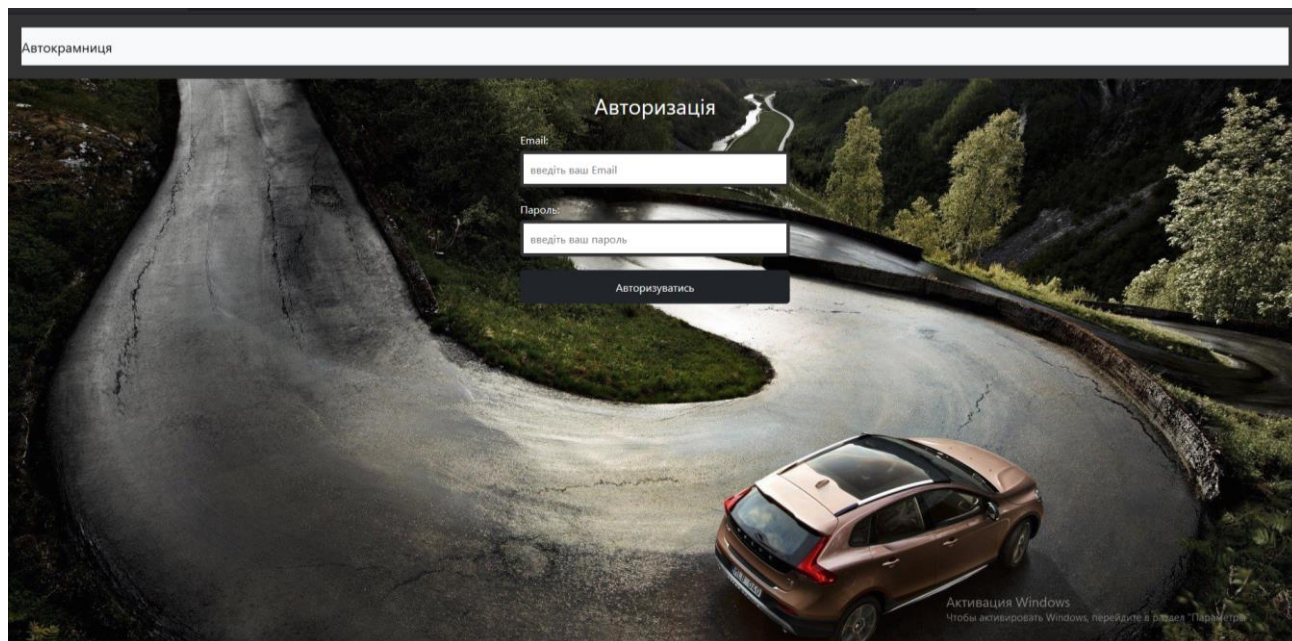 Автокрамниця
Авторизація
Email:
введіть ваш Email
Пароль:
введіть ваш пароль
Авторизуватись
Активация Windows
Чтобы активировать Windows, перейдите в раздел "Параметры